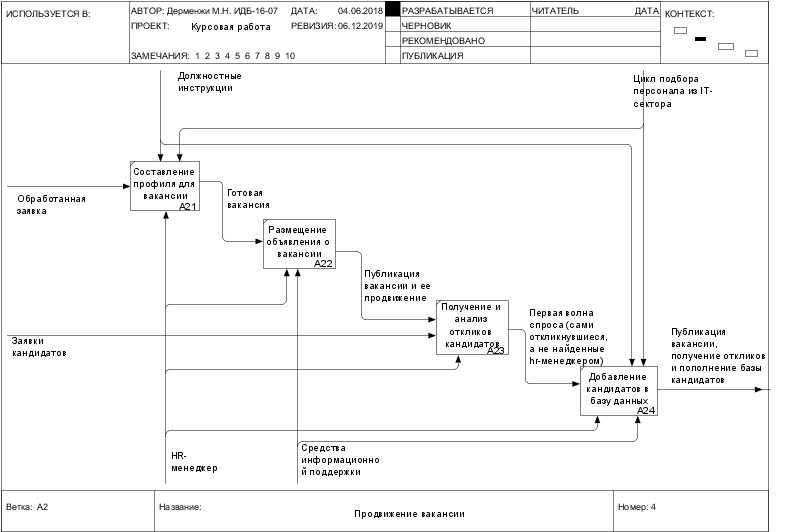 ИСПОЛЬЗУЕТСЯ В:
АВТОР: Дерменжи М.Н. ИДБ-16-07
ДАТА: 04.06.2018
РАЗРАБАТЫВАЕТСЯ
ЧИТАТЕЛЬ
ДАТА
КОНТЕКСТ:
ПРОЕКТ: Курсовая работа
РЕВИЗИЯ: 06.12.2019
ЧЕРНОВИК
РЕКОМЕНДОВАНО
ЗАМЕЧАНИЯ: 1 2 3 4 5 6 7 8 9 10
ПУБЛИКАЦИЯ
Должностные
инструкции
Цикл подбора
персонала из IT-
сектора
Составление
профиля для
вакансии
A21
Обработанная
заявка
Готовая
вакансия
Размещение
объявления о
вакансии
A22
Публикация
вакансии и ее
продвижение
Получение и
анализ
откликов
кандидатов
A23
Заявки
кандидатов
Первая волна
спроса (сами
откликнувшиеся,
а не найденные
hr-менеджером)
Публикация
вакансии,
получение откликов
и пополнение базы
кандидатов
Добавление
кандидатов в
базу данных
A24
HR-
менеджер
Средства
информационно
й поддержки
Ветка: A2
Название:
Продвижение вакансии
Номер: 4